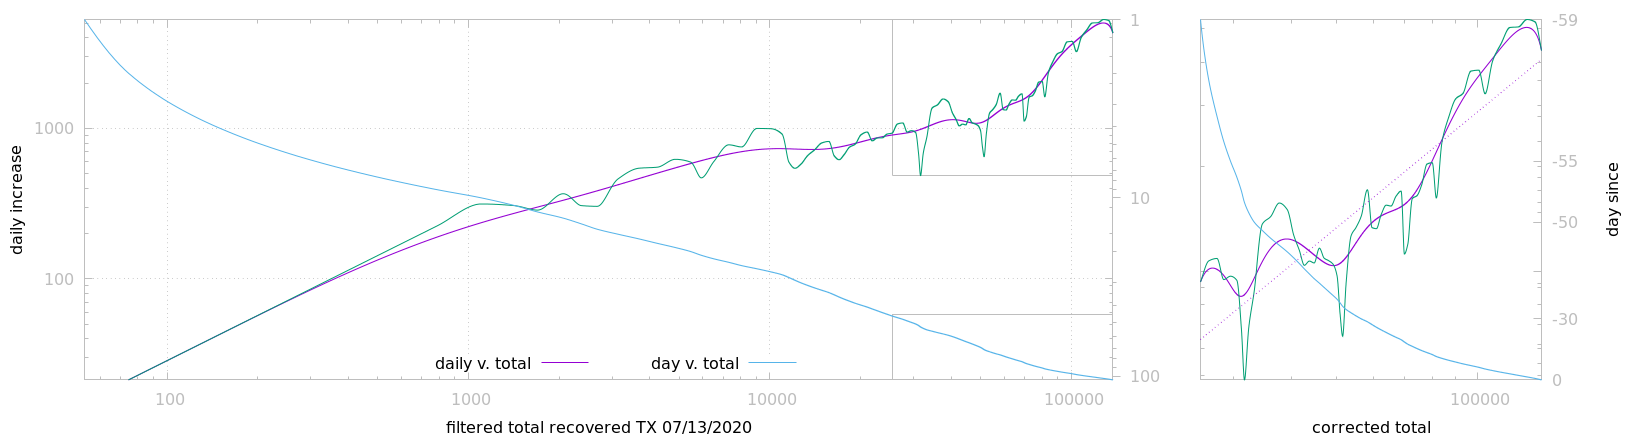 daily increase
1000
100
daily v. total
day v. total
100
1000
10000
100000
filtered total recovered TX 07/13/2020
1
10
100
100000
corrected total
-59
-55
-50
-30
0
day since